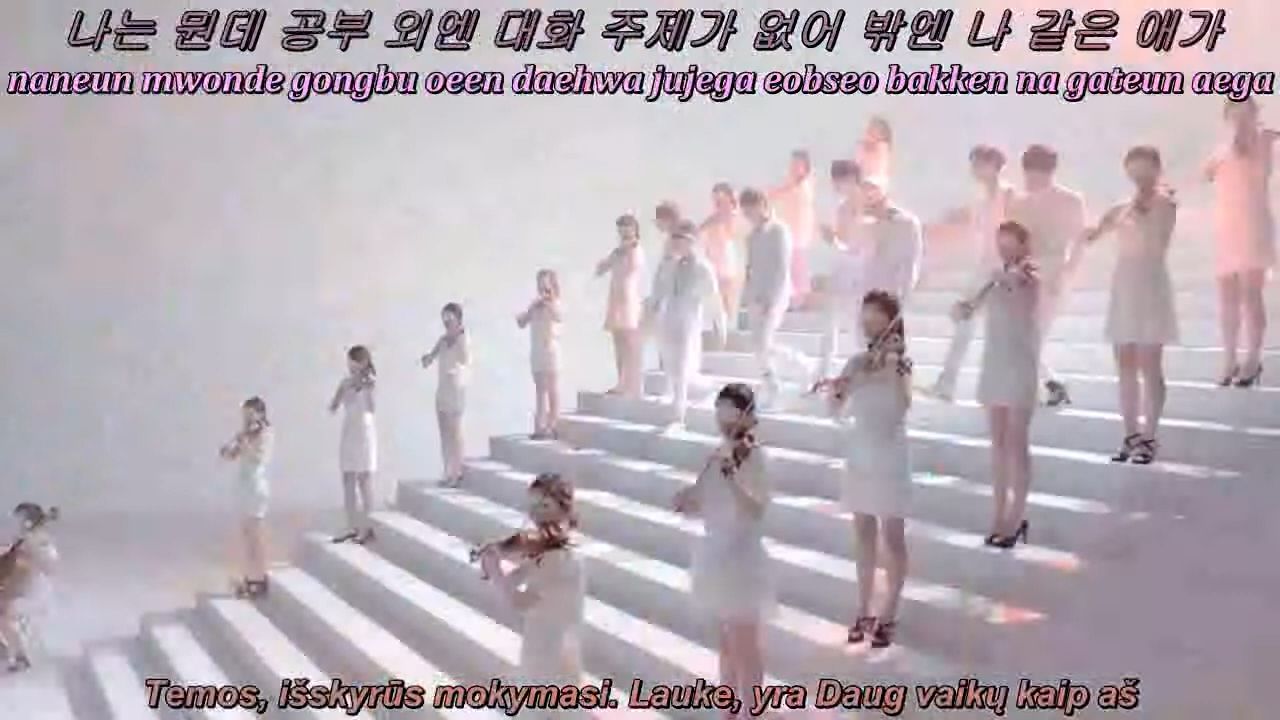 나는 뭔데 공부 외엔 대화 주제가 없어 밖엔 나 같은 애가
naneun mwonde gongbu oeen daehwa jujega eobseo bakken na gateun aega
Temos, išskyrūs mokymasi. Lauke, yra Daug vaikų kaip aš